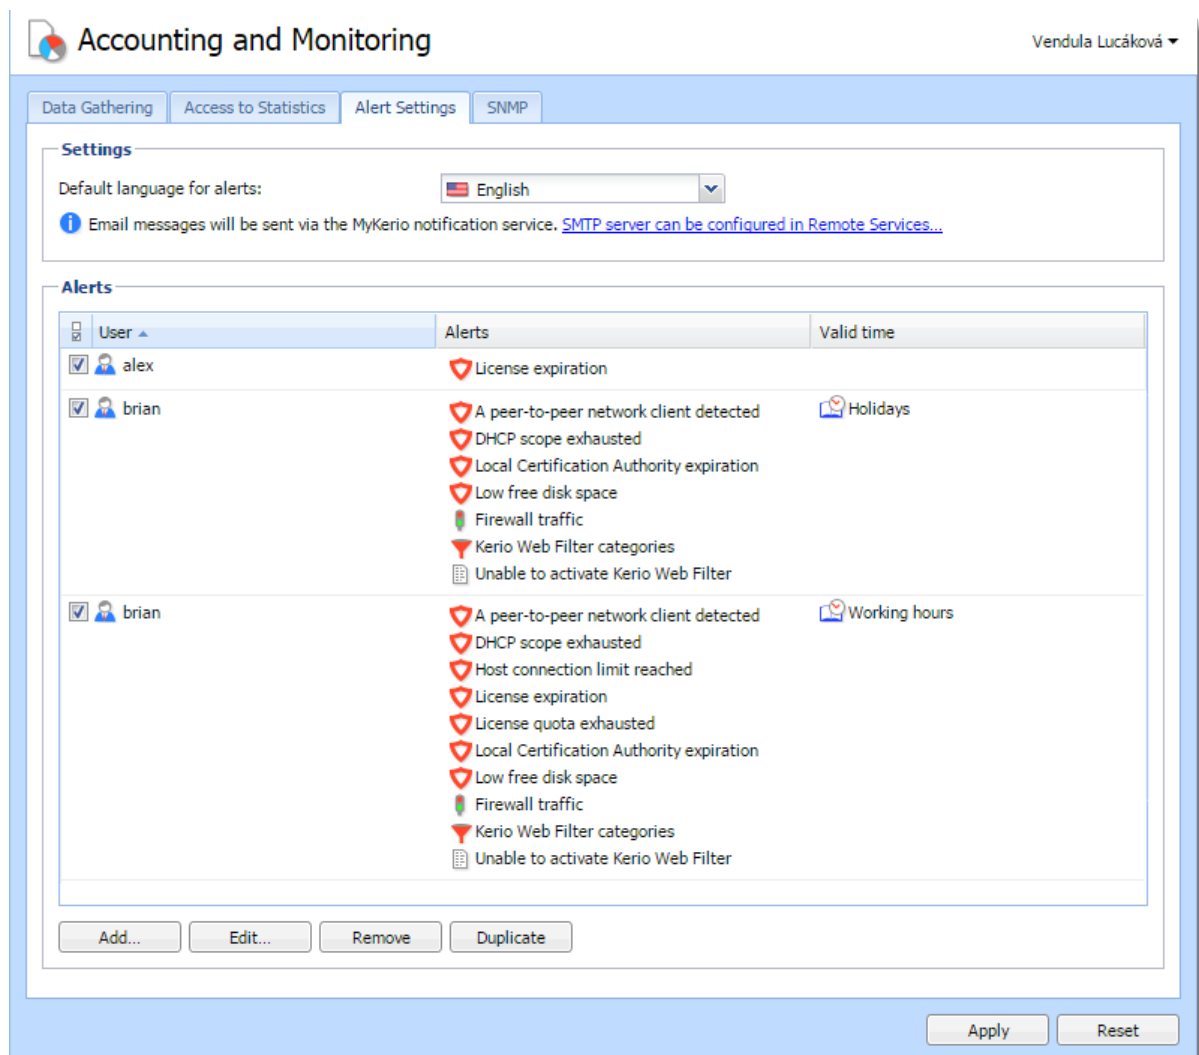 Accounting and Monitoring
Vendula Lucáková
Data Gathering
Access to Statistics
Alert Settings
SNMP
Settings
Default language for alerts:
English
Email messages will be sent via the MyKerio notification service. SMTP server can be configured in Remote Services...
Alerts
User
Alerts
Valid time
alex
License expiration
brian
A peer-to-peer network client detected
Holidays
DHCP scope exhausted
Local Certification Authority expiration
Low free disk space
Firewall traffic
Kerio Web Filter categories
Unable to activate Kerio Web Filter
brian
A peer-to-peer network client detected
Working hours
DHCP scope exhausted
Host connection limit reached
License expiration
License quota exhausted
Local Certification Authority expiration
Low free disk space
Firewall traffic
Kerio Web Filter categories
Unable to activate Kerio Web Filter
Add...
Edit...
Remove
Duplicate
Apply
Reset